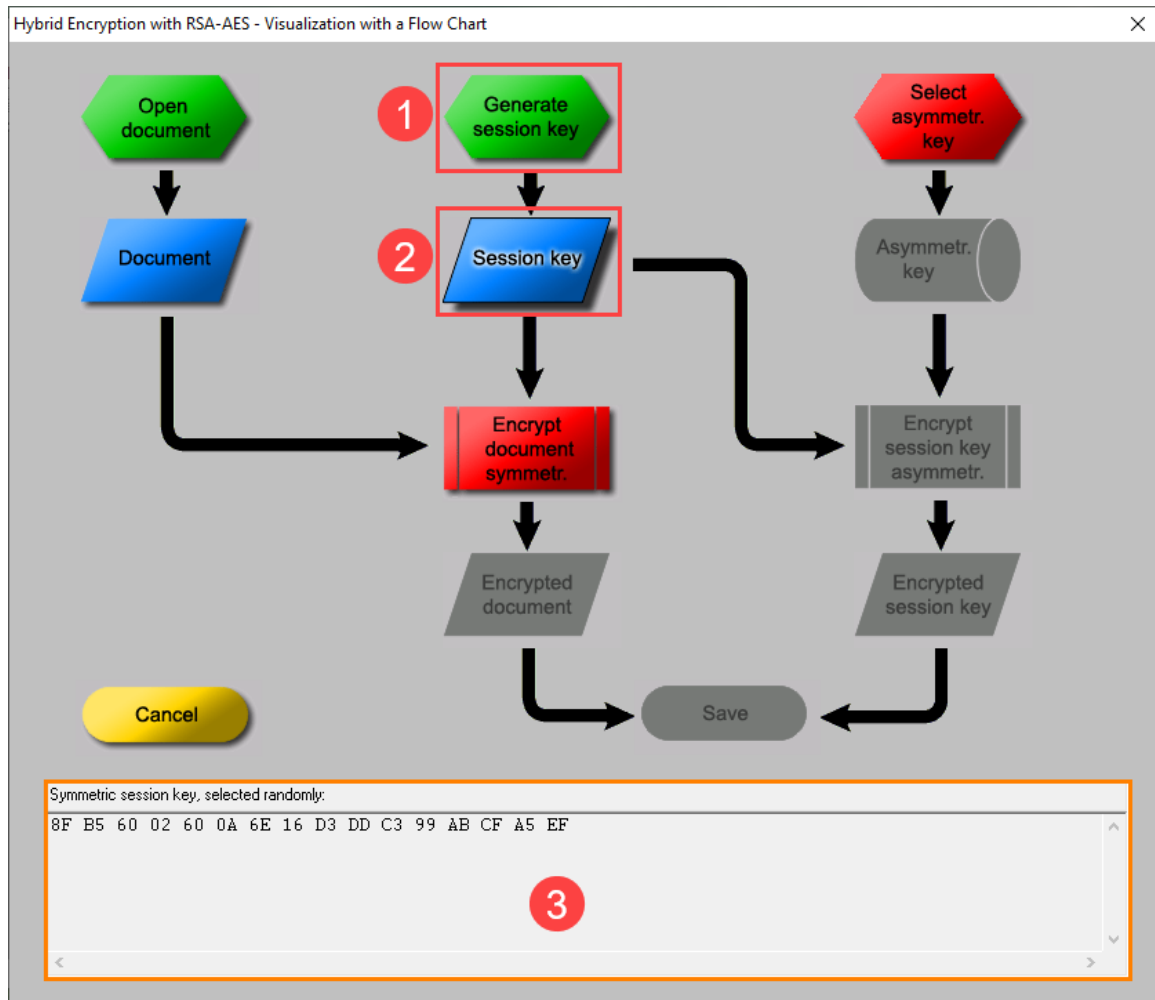 Hybrid Encryption with RSA-AES - Visualization with a Flow Chart
Open
document
1
Generate
session key
Select
asymmetr.
key
Document
2
Session key
Asymmetr.
key
Encrypt
document
symmetr.
Encrypt
session key
asymmetr.
Encrypted
document
Encrypted
session key
Cancel
Save
Symmetric session key, selected randomly:
8F B5 60 02 60 0A 6E 16 D3 DD C3 99 AB CF A5 EF
3